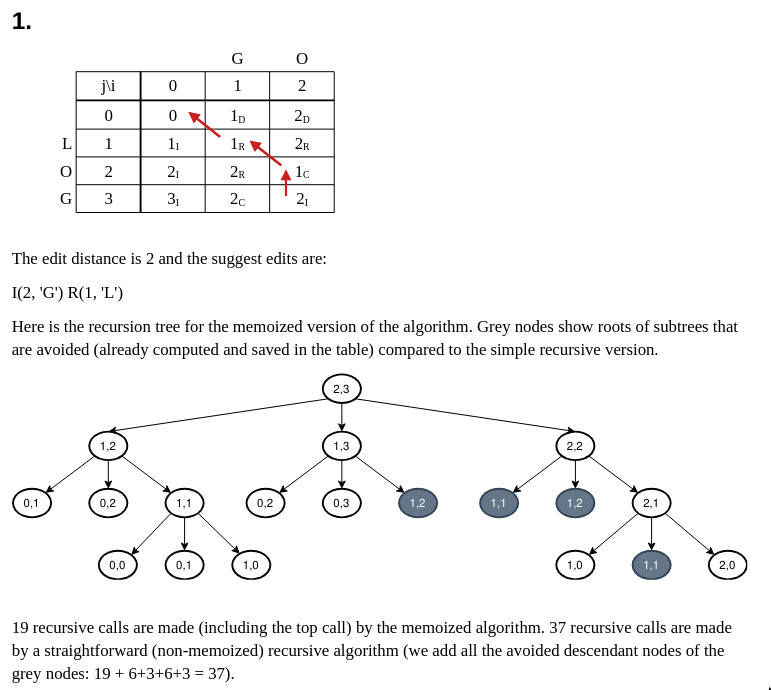 1.
G O
j\i 0 1 2
0 0 1D 2D
L 1 1I 1R 2R
O 2 2I 2R 1C
G 3 3I 2C 2I
The edit distance is 2 and the suggest edits are:
I(2, 'G') R(1, 'L')
Here is the recursion tree for the memoized version of the algorithm. Grey nodes show roots of subtrees that
are avoided (already computed and saved in the table) compared to the simple recursive version.
2,3
1,2 1,3 2,2
0,1 0,2 1,1 0,2 0,3 1,2 1,1 1,2 2,1
0,0 0,1 1,0 1,0 1,1 2,0
19 recursive calls are made (including the top call) by the memoized algorithm. 37 recursive calls are made
by a straightforward (non-memoized) recursive algorithm (we add all the avoided descendant nodes of the
grey nodes: 19 + 6+3+6+3 = 37).